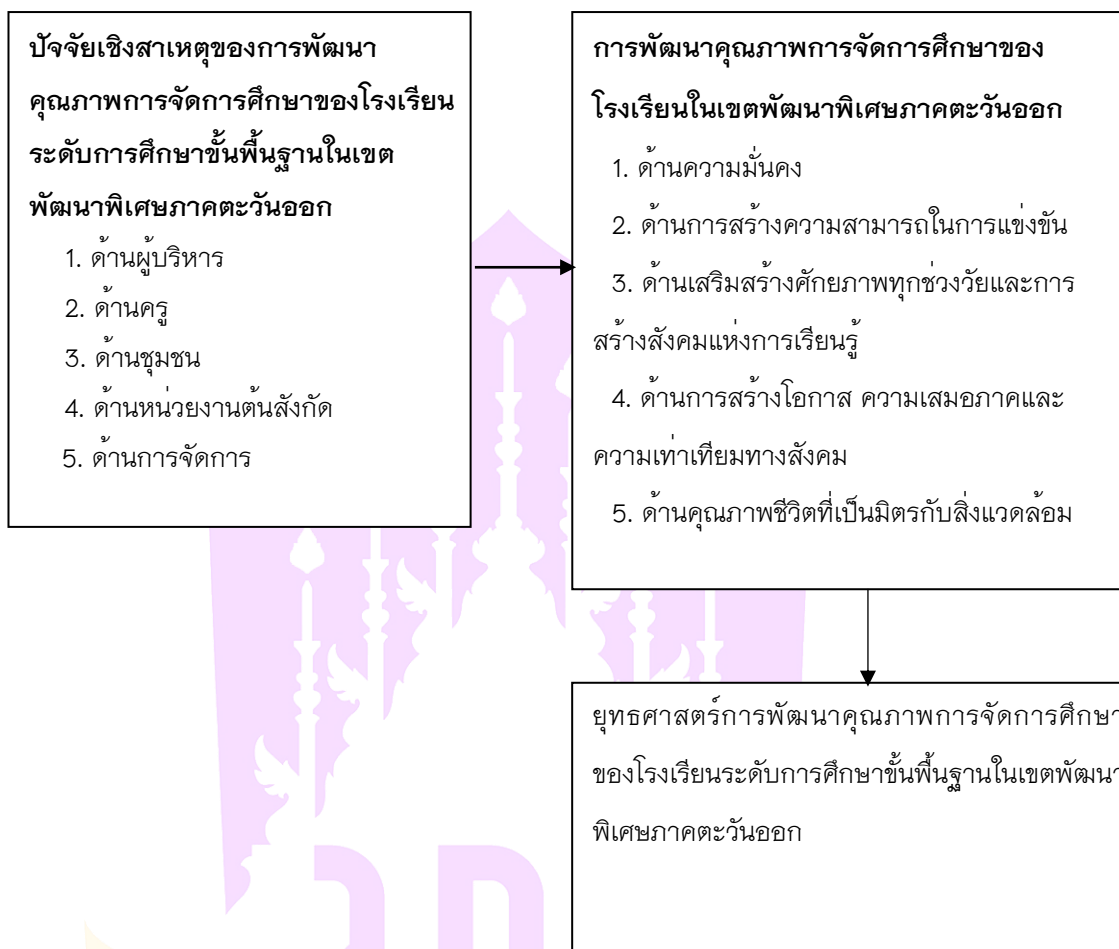 ปัจจัยเชิงสาเหตุของการพัฒนา
คุณภาพการจัดการศึกษาของโรงเรียน
ระดับการศึกษาขั้นพื้นฐานในเขต
พัฒนาพิเศษภาคตะวันออก
1. ด้านผู้บริหาร
2. ด้านครู
3. ด้านชุมชน
4. ด้านหน่วยงานต้นสังกัด
5. ด้านการจัดการ
การพัฒนาคุณภาพการจัดการศึกษาของ
โรงเรียนในเขตพัฒนาพิเศษภาคตะวันออก
1. ด้านความมั่นคง
2. ด้านการสร้างความสามารถในการแข่งขัน
3. ด้านเสริมสร้างศักยภาพทุกช่วงวัยและการ
สร้างสังคมแห่งการเรียนรู้
4. ด้านการสร้างโอกาส ความเสมอภาคและ
ความเท่าเทียมทางสังคม
5. ด้านคุณภาพชีวิตที่เป็นมิตรกับสิ่งแวดล้อม
ยุทธศาสตร์การพัฒนาคุณภาพการจัดการศึกษา
ของโรงเรียนระดับการศึกษาขั้นพื้นฐานในเขตพัฒนา
พิเศษภาคตะวันออก